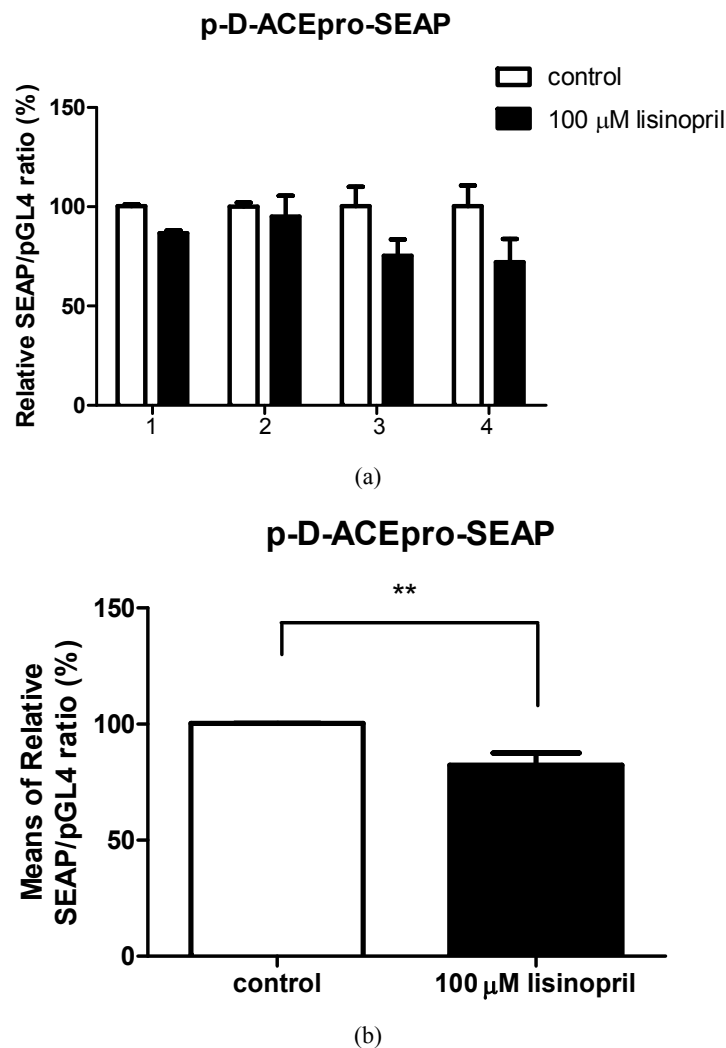 p-D-ACEpro-SEAP
control
100 μM lisinopril
Relative SEAP/pGL4 ratio (%)
150
100
50
0
1 2 3 4
(a)
p-D-ACEpro-SEAP
**
Means of Relative
SEAP/pGL4 ratio (%)
150
100
50
0
control 100 μM lisinopril
(b)